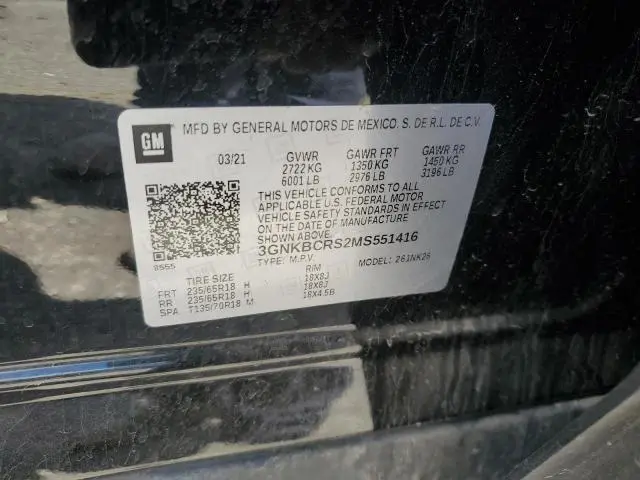 GM
MFD BY GENERAL MOTORS DE MEXICO. S. DE R.L. DE C.V.
03/21 GVWR GAWR FRT GAWR RR
2722 KG 1350 KG 1450 KG
6001 LB 2976 LB 3196 LB
THIS VEHICLE CONFORMS TO ALL
APPLICABLE U.S. FEDERAL MOTOR
VEHICLE SAFETY STANDARDS IN EFFECT
ON THE DATE OF MANUFACTURE
SHOWN ABOVE.
3GNKBCRS2MS551416
TYPE: M.P.V. MODEL: 261NK26
8555
TIRE SIZE RIM
FRT 235/65R18 H 18X8J
RR 235/65R18 H 18X8J
SPA T135/70R18 M 18X4.5B